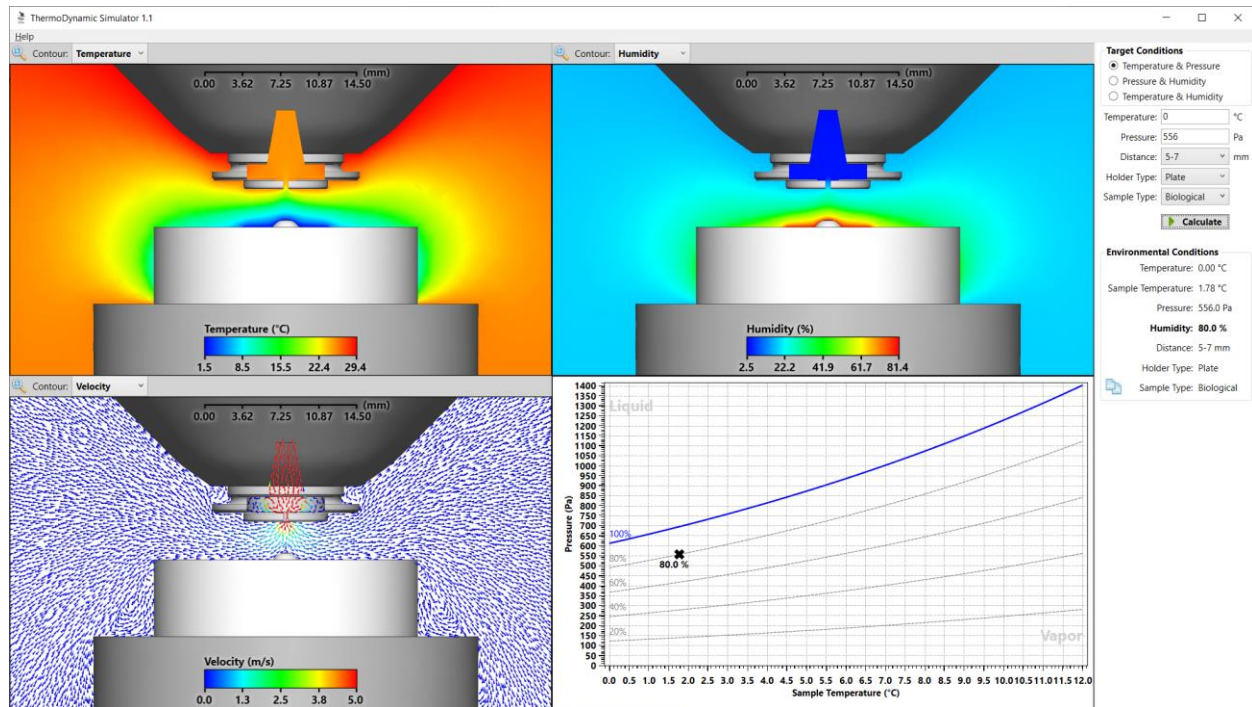 ThermoDynamic Simulator 1.1
Help
Contour: Temperature
(mm)
0.00 3.62 7.25 10.87 14.50
Temperature (°C)
1.5 8.5 15.5 22.4 29.4
Contour: Humidity
(mm)
0.00 3.62 7.25 10.87 14.50
Humidity (%)
2.5 22.2 41.9 61.7 81.4
Contour: Velocity
(mm)
0.00 3.62 7.25 10.87 14.50
Velocity (m/s)
0.0 1.3 2.5 3.8 5.0
Pressure (Pa)
1400
1350
1300
1250
1200
1150
1100
1050
1000
950
900
850
800
750
700
650
600
550
500
450
400
350
300
250
200
150
100
50
0
Liquid
100%
80%
80.0 %
60%
40%
20%
Vapor
0.0 0.5 1.0 1.5 2.0 2.5 3.0 3.5 4.0 4.5 5.0 5.5 6.0 6.5 7.0 7.5 8.0 8.5 9.0 9.5 10.0 10.5 11.0 11.5 12.0
Sample Temperature (°C)
Target Conditions
Temperature & Pressure
Pressure & Humidity
Temperature & Humidity
Temperature: 0 °C
Pressure: 556 Pa
Distance: 5-7 mm
Holder Type: Plate
Sample Type: Biological
Calculate
Environmental Conditions
Temperature: 0.00 °C
Sample Temperature: 1.78 °C
Pressure: 556.0 Pa
Humidity: 80.0 %
Distance: 5-7 mm
Holder Type: Plate
Sample Type: Biological